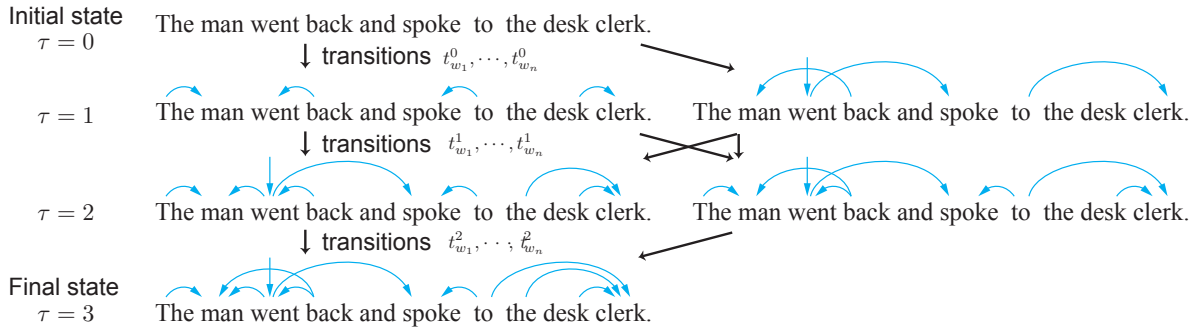 Initial state
τ = 0 The man went back and spoke to the desk clerk.
transitions t^0_{w_1}, ···, t^0_{w_n}
τ = 1 The man went back and spoke to the desk clerk. The man went back and spoke to the desk clerk.
transitions t^1_{w_1}, ···, t^1_{w_n}
τ = 2 The man went back and spoke to the desk clerk. The man went back and spoke to the desk clerk.
transitions t^2_{w_1}, ···, t^2_{w_n}
Final state
τ = 3 The man went back and spoke to the desk clerk.